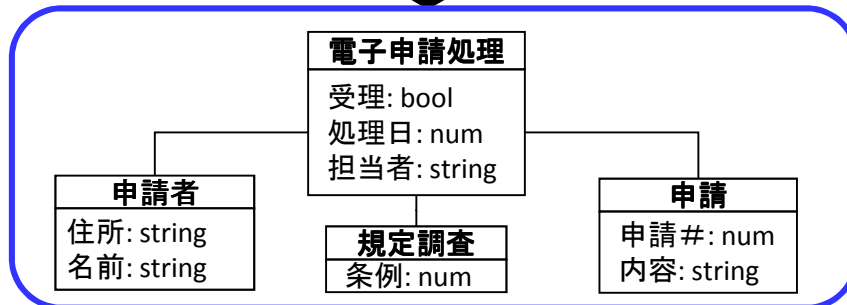 電子申請処理
受理: bool
処理日: num
担当者: string
申請者
住所: string
名前: string
規定調査
条例: num
申請
申請＃: num
内容: string